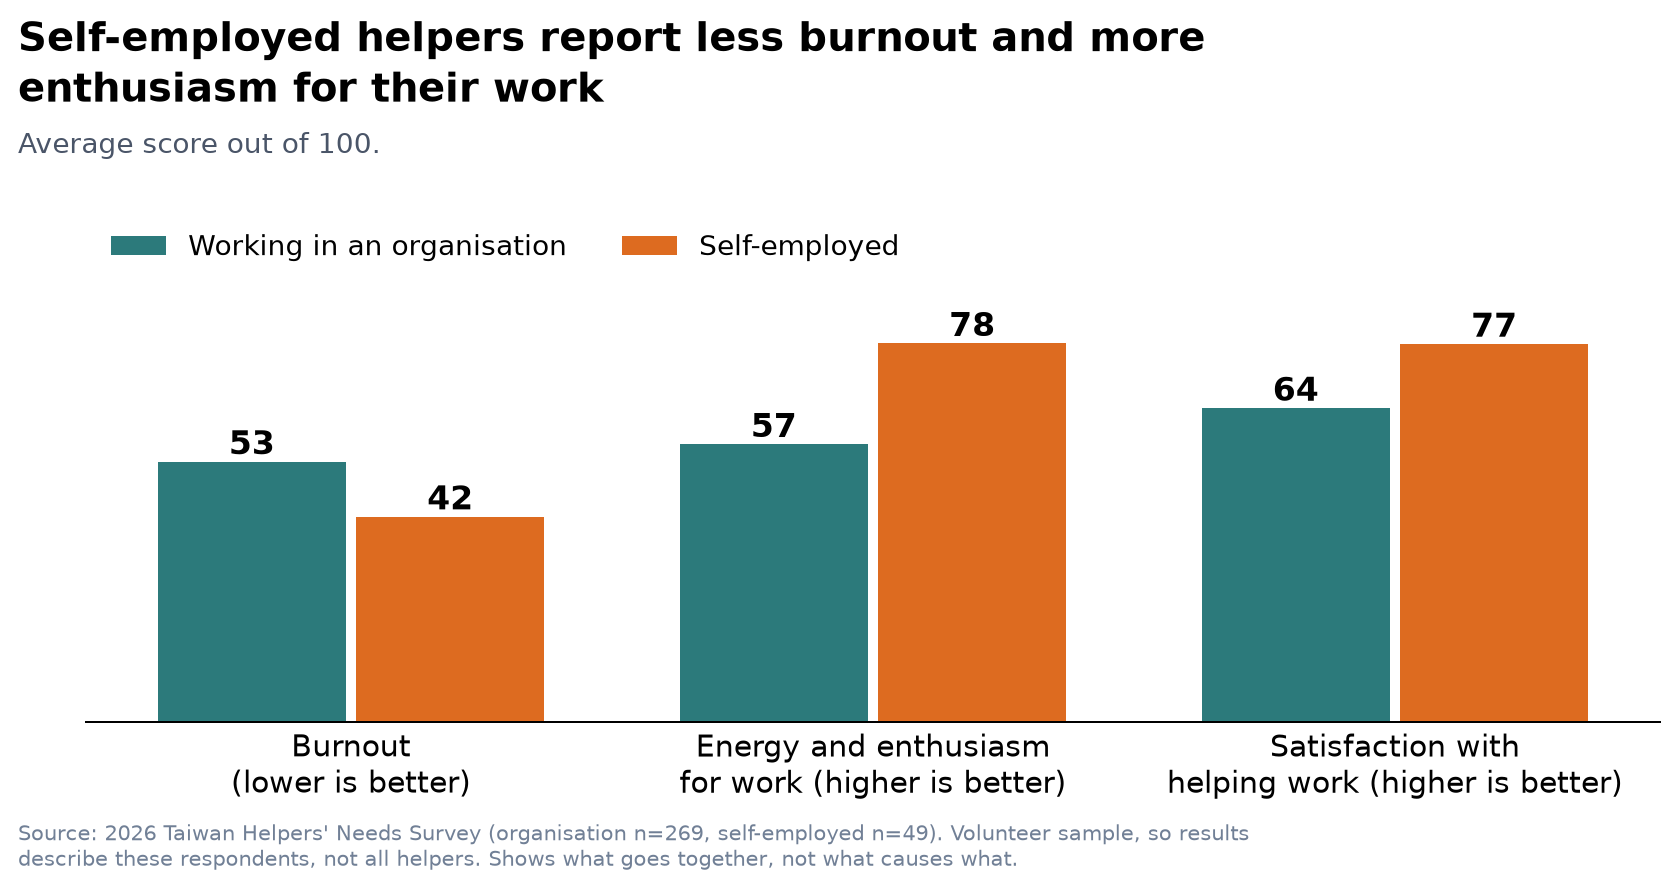 Self-employed helpers report less burnout and more
enthusiasm for their work
Average score out of 100.
Working in an organisation
Self-employed
53
42
57
78
64
77
Burnout
(lower is better)
Energy and enthusiasm
for work (higher is better)
Satisfaction with
helping work (higher is better)
Source: 2026 Taiwan Helpers' Needs Survey (organisation n=269, self-employed n=49). Volunteer sample, so results
describe these respondents, not all helpers. Shows what goes together, not what causes what.